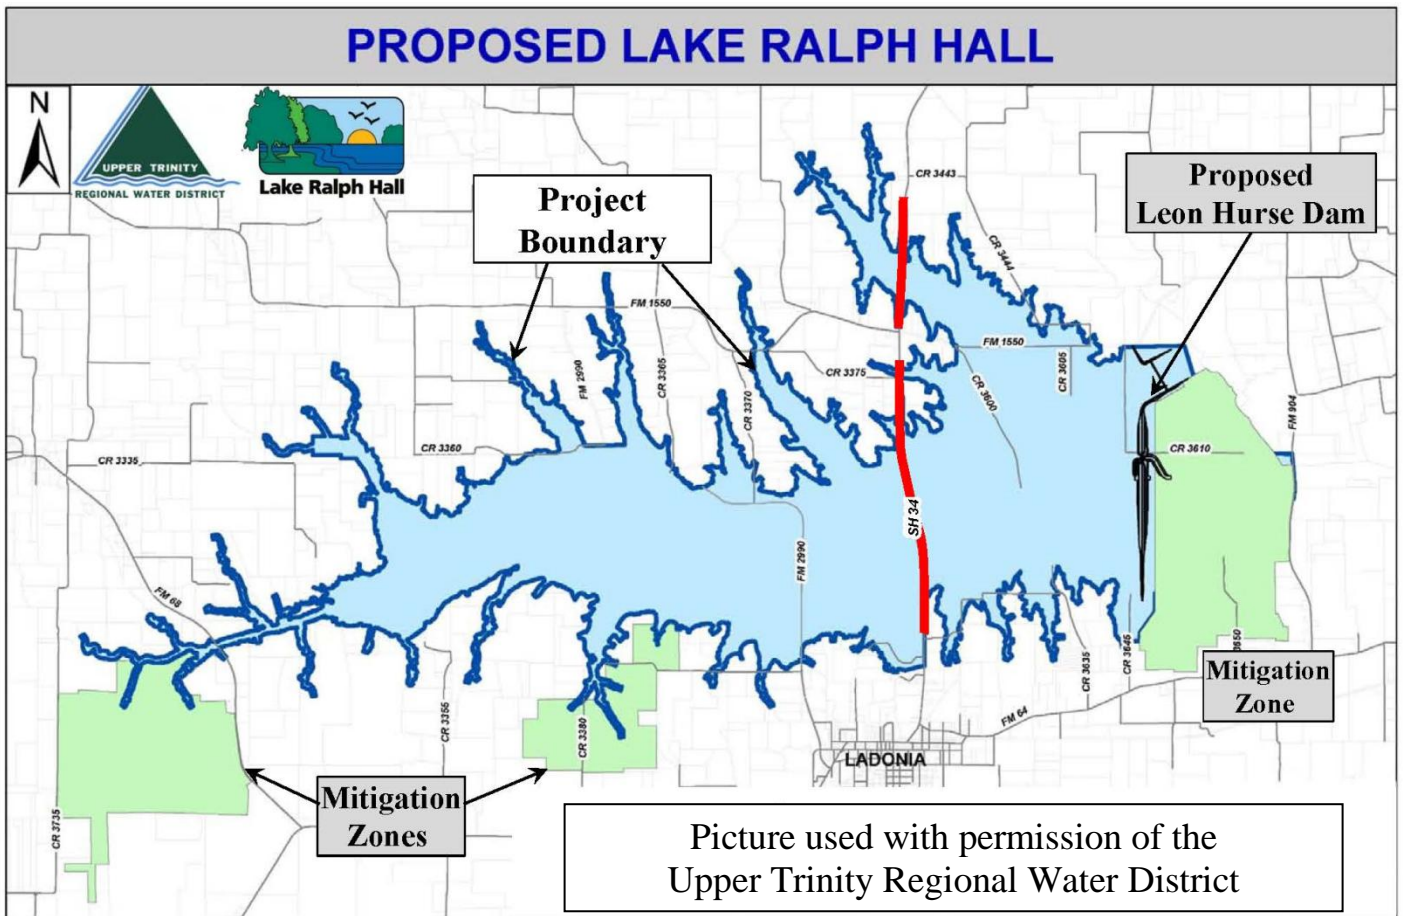 PROPOSED LAKE RALPH HALL
N
UPPER TRINITY
REGIONAL WATER DISTRICT
Lake Ralph Hall
Project
Boundary
Proposed
Leon Hurse Dam
CR 3443
CR 3444
FM 1550
FM 1550
FM 2990
CR 3365
CR 3370
CR 3375
CR 3600
CR 3605
FM 904
CR 3335
CR 3360
CR 3610
SH 34
FM 2990
FM 68
CR 3355
CR 3380
CR 3635
CR 3645
3650
FM 64
CR 3735
Mitigation
Zone
LADONIA
Mitigation
Zones
Picture used with permission of the
Upper Trinity Regional Water District